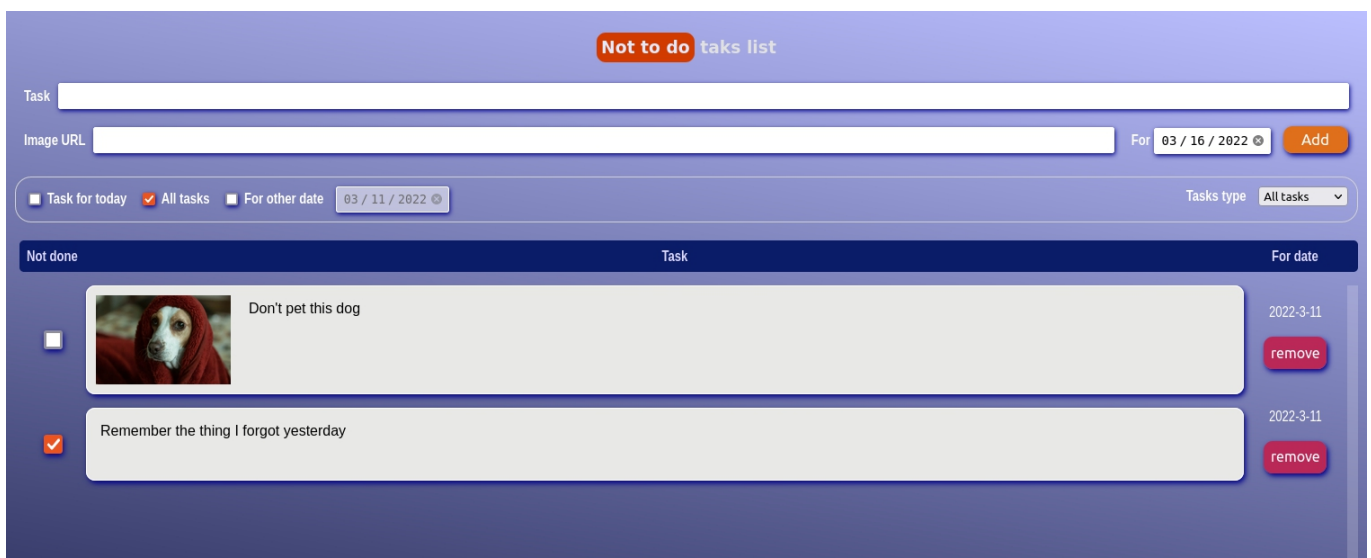 Not to do taks list
Task
Image URL For 03 / 16 / 2022 Add
Task for today All tasks For other date 03 / 11 / 2022 Tasks type All tasks
Not done Task For date
Don't pet this dog 2022-3-11
remove
Remember the thing I forgot yesterday 2022-3-11
remove